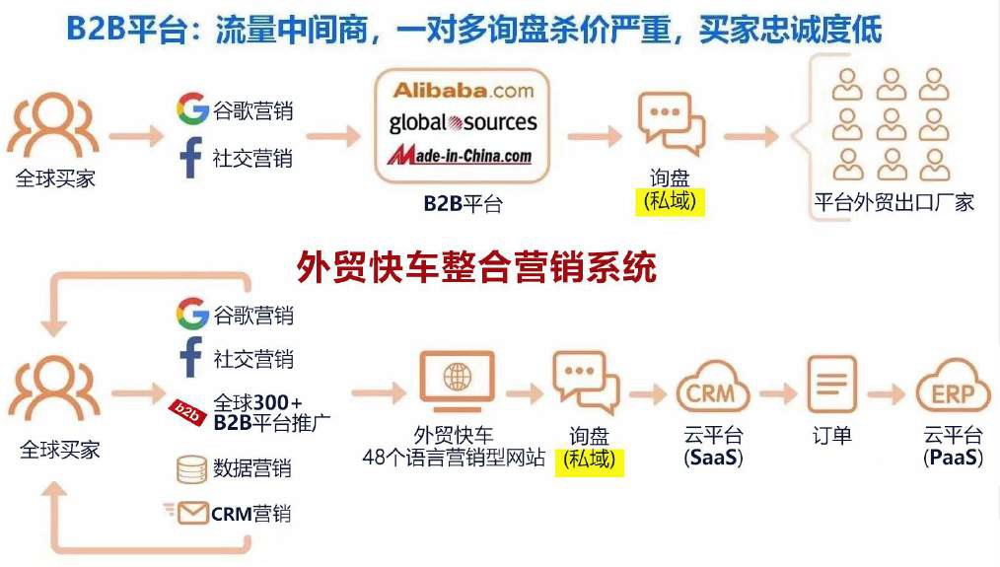 B2B平台：流量中间商，一对多询盘杀价严重，买家忠诚度低
全球买家
谷歌营销
社交营销
Alibaba.com
global sources
Made-in-China.com
B2B平台
询盘
(私域)
平台外贸出口厂家
外贸快车整合营销系统
全球买家
谷歌营销
社交营销
b2b
全球300+
B2B平台推广
数据营销
CRM营销
外贸快车
48个语言营销型网站
询盘
(私域)
CRM
云平台
(SaaS)
订单
ERP
云平台
(PaaS)